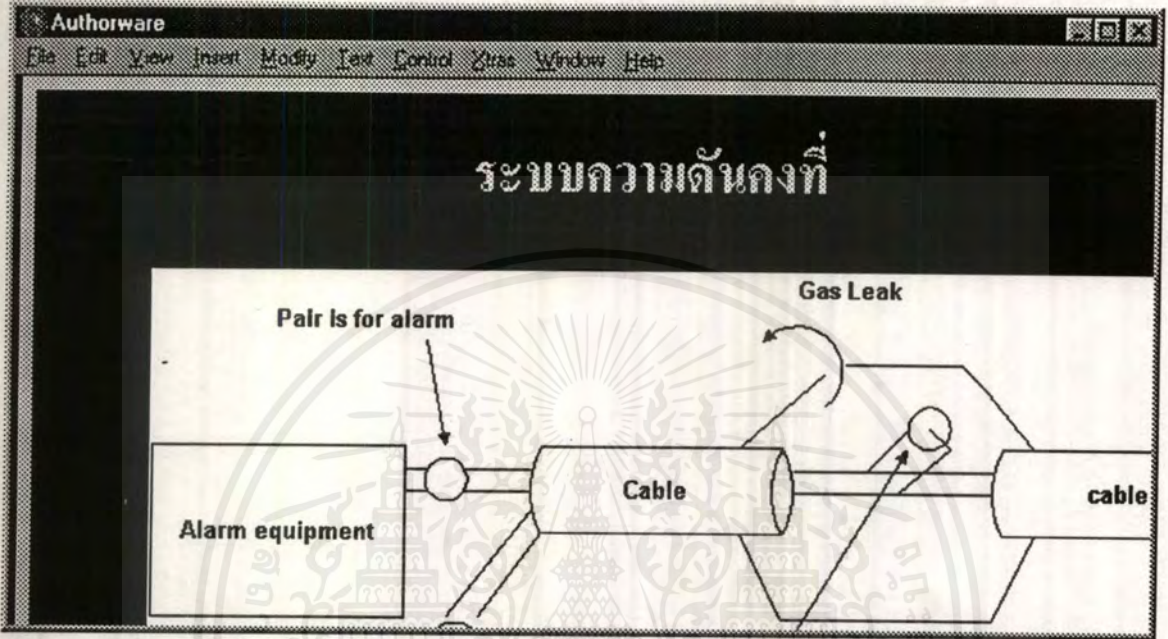 Authorware
File Edit View Insert Modify Text Control Xtras Window Help
ระบบความดันคงที่
Gas Leak
Pair is for alarm
Cable
cable
Alarm equipment